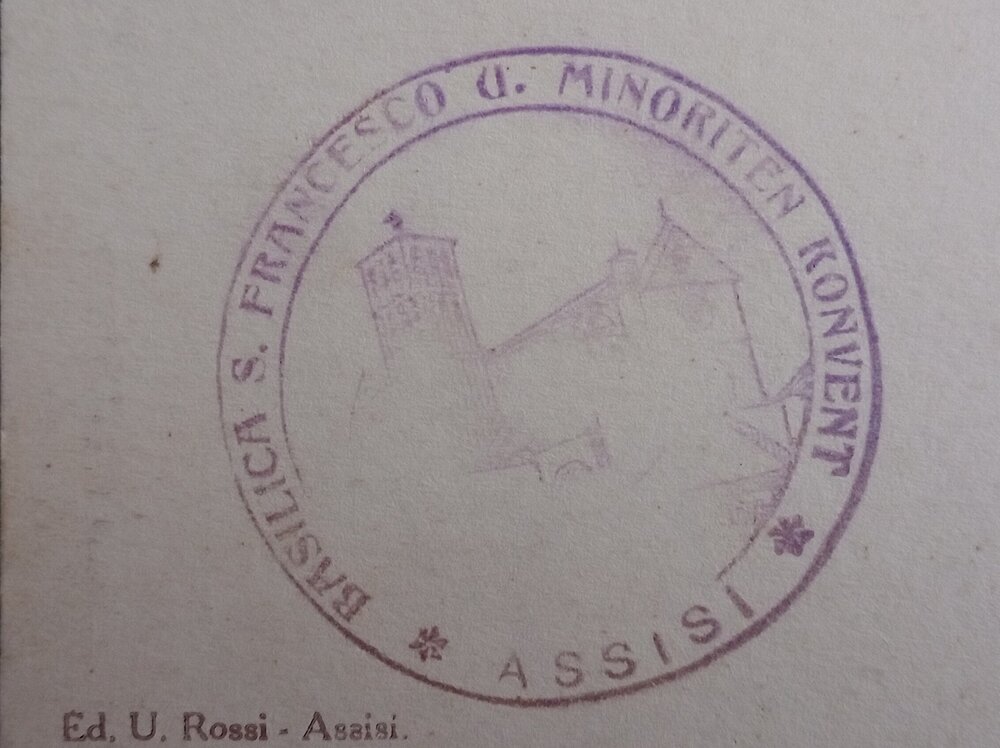 BASILICA S. FRANCESCO U. MINORITEN KONVENT
* ASSISI *
Ed. U. Rossi - Assisi.